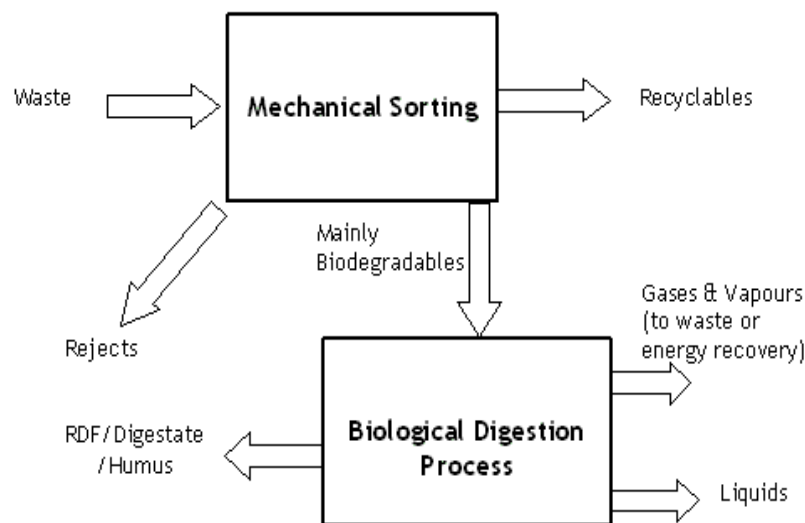 Waste
Mechanical Sorting
Recyclables
Mainly
Biodegradables
Rejects
Gases & Vapours
(to waste or
energy recovery)
RDF/Digestate
/Humus
Biological Digestion
Process
Liquids